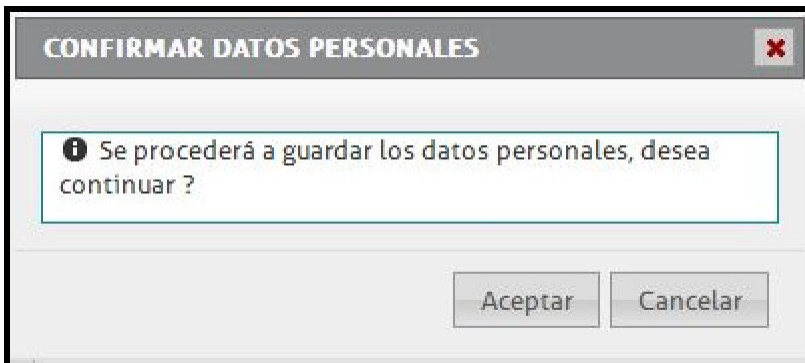 CONFIRMAR DATOS PERSONALES
Se procederá a guardar los datos personales, desea
continuar ?
Aceptar Cancelar